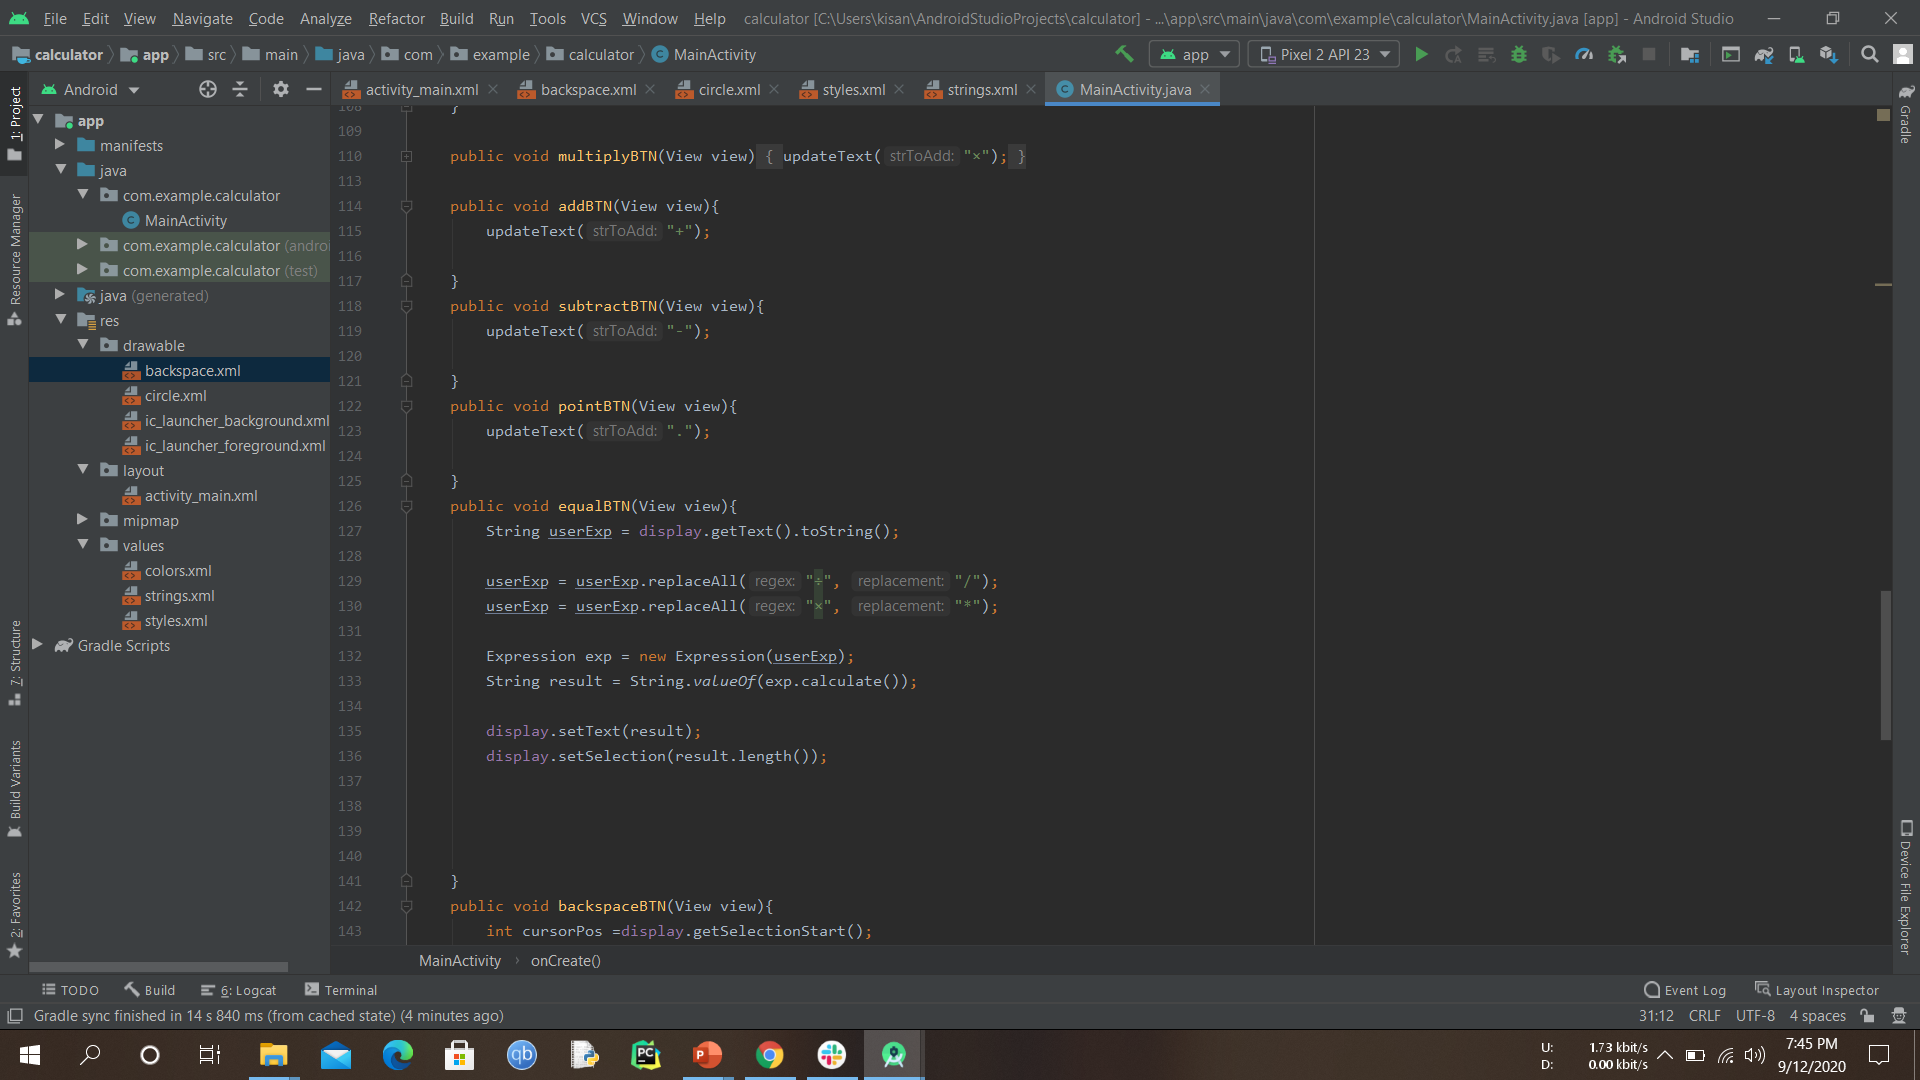 File Edit View Navigate Code Analyze Refactor Build Run Tools VCS Window Help calculator [C:\Users\kisan\AndroidStudioProjects\calculator] - ...\app\src\main\java\com\example\calculator\MainActivity.java [app] - Android Studio
calculator app src main java com example calculator MainActivity app Pixel 2 API 23
Android activity_main.xml backspace.xml circle.xml styles.xml strings.xml MainActivity.java
1: Project
Resource Manager
7: Structure
Build Variants
2: Favorites
app
manifests
java
com.example.calculator
MainActivity
com.example.calculator (androi
com.example.calculator (test)
java (generated)
res
drawable
backspace.xml
circle.xml
ic_launcher_background.xml
ic_launcher_foreground.xml
layout
activity_main.xml
mipmap
values
colors.xml
strings.xml
styles.xml
Gradle Scripts
108 }
109
110 public void multiplyBTN(View view) { updateText( strToAdd: "×"); }
113
114 public void addBTN(View view){
115 updateText( strToAdd: "+");
116
117 }
118 public void subtractBTN(View view){
119 updateText( strToAdd: "-");
120
121 }
122 public void pointBTN(View view){
123 updateText( strToAdd: ".");
124
125 }
126 public void equalBTN(View view){
127 String userExp = display.getText().toString();
128
129 userExp = userExp.replaceAll( regex: "÷", replacement: "/");
130 userExp = userExp.replaceAll( regex: "×", replacement: "*");
131
132 Expression exp = new Expression(userExp);
133 String result = String.valueOf(exp.calculate());
134
135 display.setText(result);
136 display.setSelection(result.length());
137
138
139
140
141 }
142 public void backspaceBTN(View view){
143 int cursorPos =display.getSelectionStart();
Gradle
Device File Explorer
MainActivity onCreate()
TODO Build 6: Logcat Terminal Event Log Layout Inspector
Gradle sync finished in 14 s 840 ms (from cached state) (4 minutes ago) 31:12 CRLF UTF-8 4 spaces
qb PC P
U: 1.73 kbit/s
D: 0.00 kbit/s
7:45 PM
9/12/2020